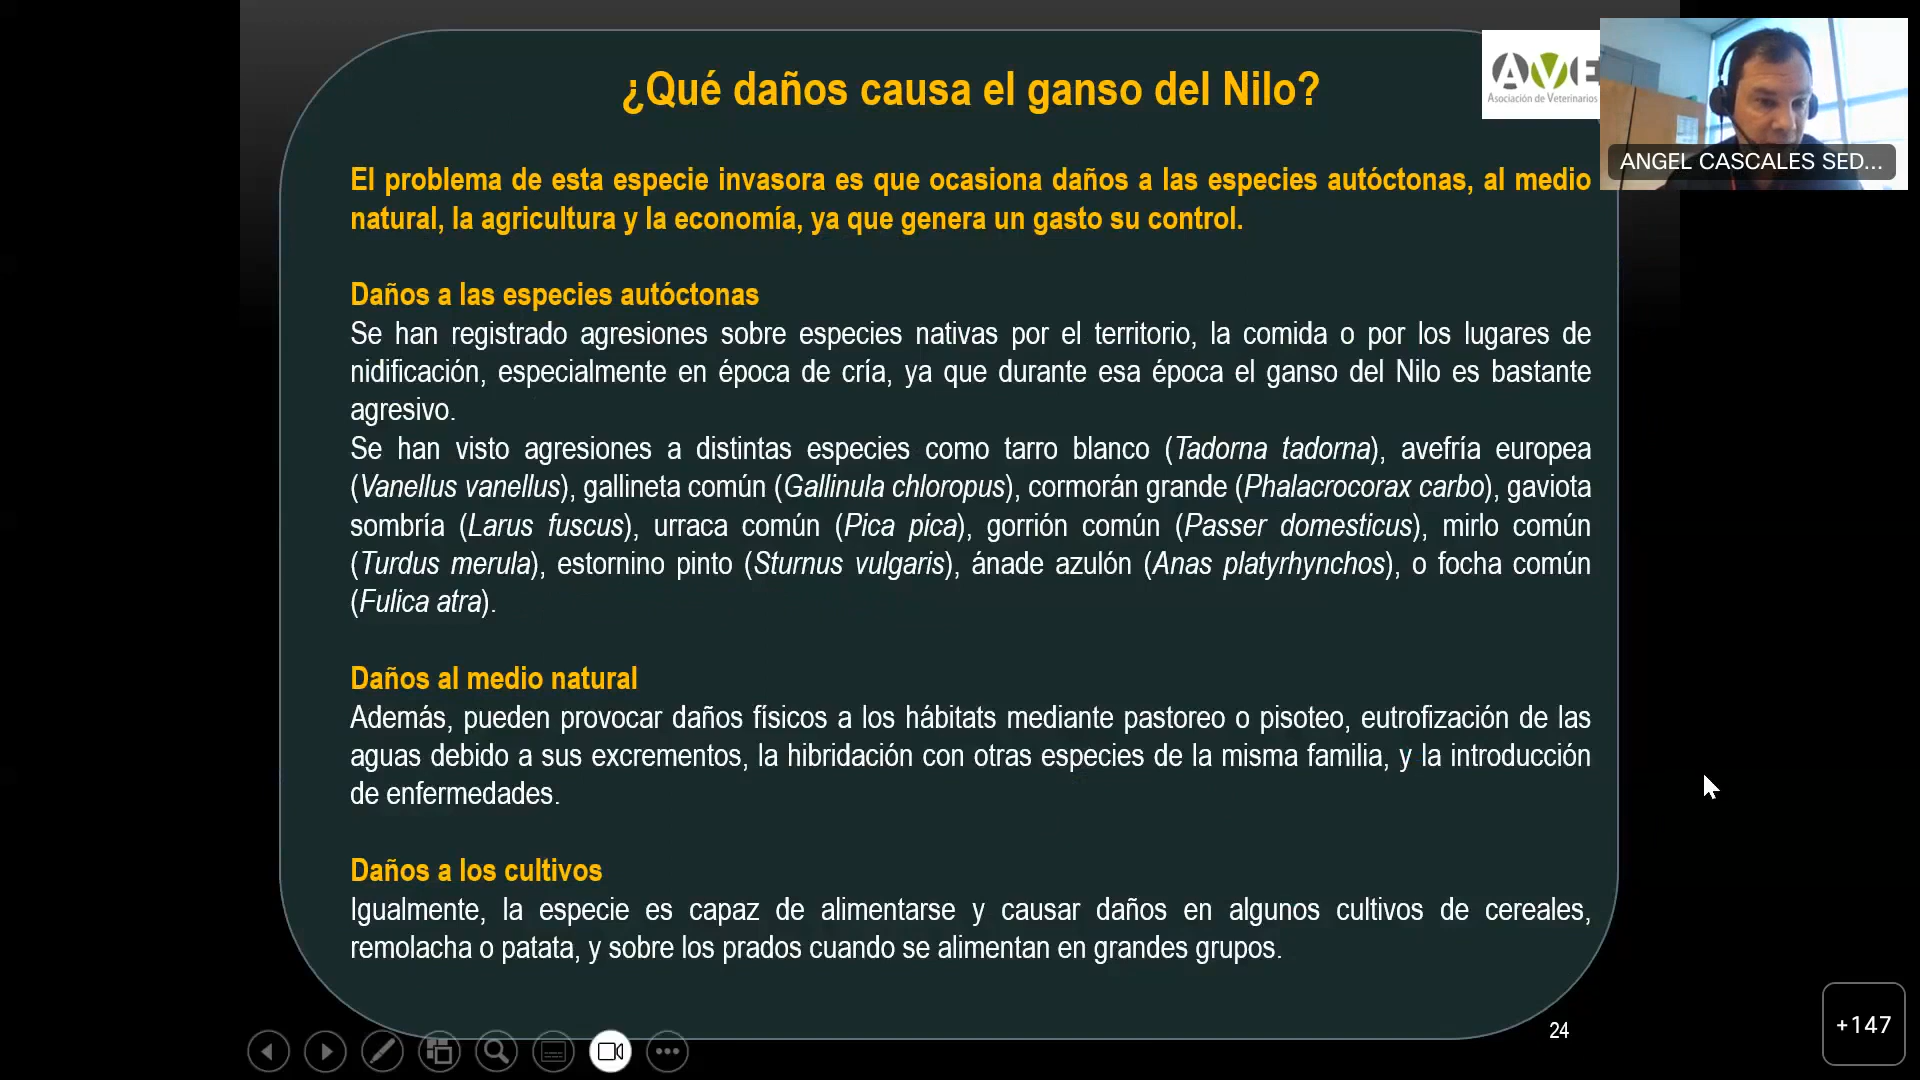 ¿Qué daños causa el ganso del Nilo?
AVE
Asociación de Veterinarios
ANGEL CASCALES SED...
El problema de esta especie invasora es que ocasiona daños a las especies autóctonas, al medio
natural, la agricultura y la economía, ya que genera un gasto su control.
Daños a las especies autóctonas
Se han registrado agresiones sobre especies nativas por el territorio, la comida o por los lugares de
nidificación, especialmente en época de cría, ya que durante esa época el ganso del Nilo es bastante
agresivo.
Se han visto agresiones a distintas especies como tarro blanco (Tadorna tadorna), avefría europea
(Vanellus vanellus), gallineta común (Gallinula chloropus), cormorán grande (Phalacrocorax carbo), gaviota
sombría (Larus fuscus), urraca común (Pica pica), gorrión común (Passer domesticus), mirlo común
(Turdus merula), estornino pinto (Sturnus vulgaris), ánade azulón (Anas platyrhynchos), o focha común
(Fulica atra).
Daños al medio natural
Además, pueden provocar daños físicos a los hábitats mediante pastoreo o pisoteo, eutrofización de las
aguas debido a sus excrementos, la hibridación con otras especies de la misma familia, y la introducción
de enfermedades.
Daños a los cultivos
Igualmente, la especie es capaz de alimentarse y causar daños en algunos cultivos de cereales,
remolacha o patata, y sobre los prados cuando se alimentan en grandes grupos.
24
+147